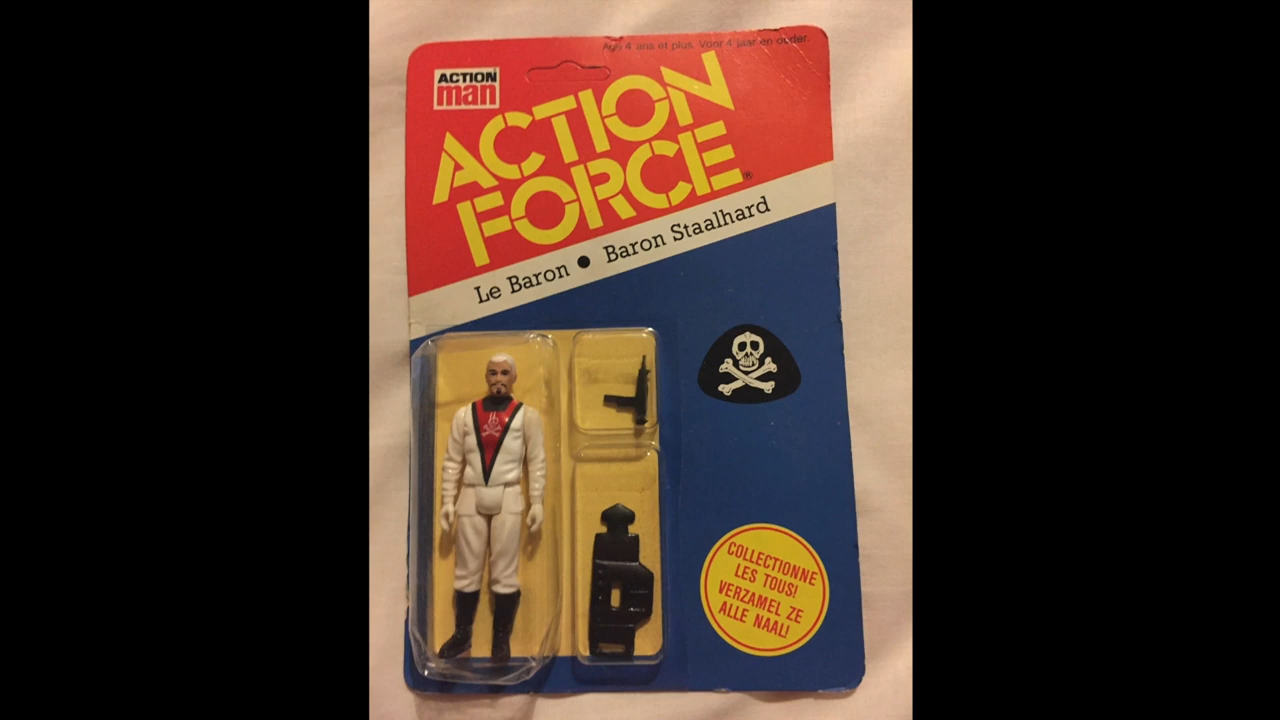 Age 4 ans et plus. Voor 4 jaar en ouder.
ACTION
man
ACTION
FORCE®
Le Baron ● Baron Staalhard
COLLECTIONNE
LES TOUS!
VERZAMEL ZE
ALLE NAAL!